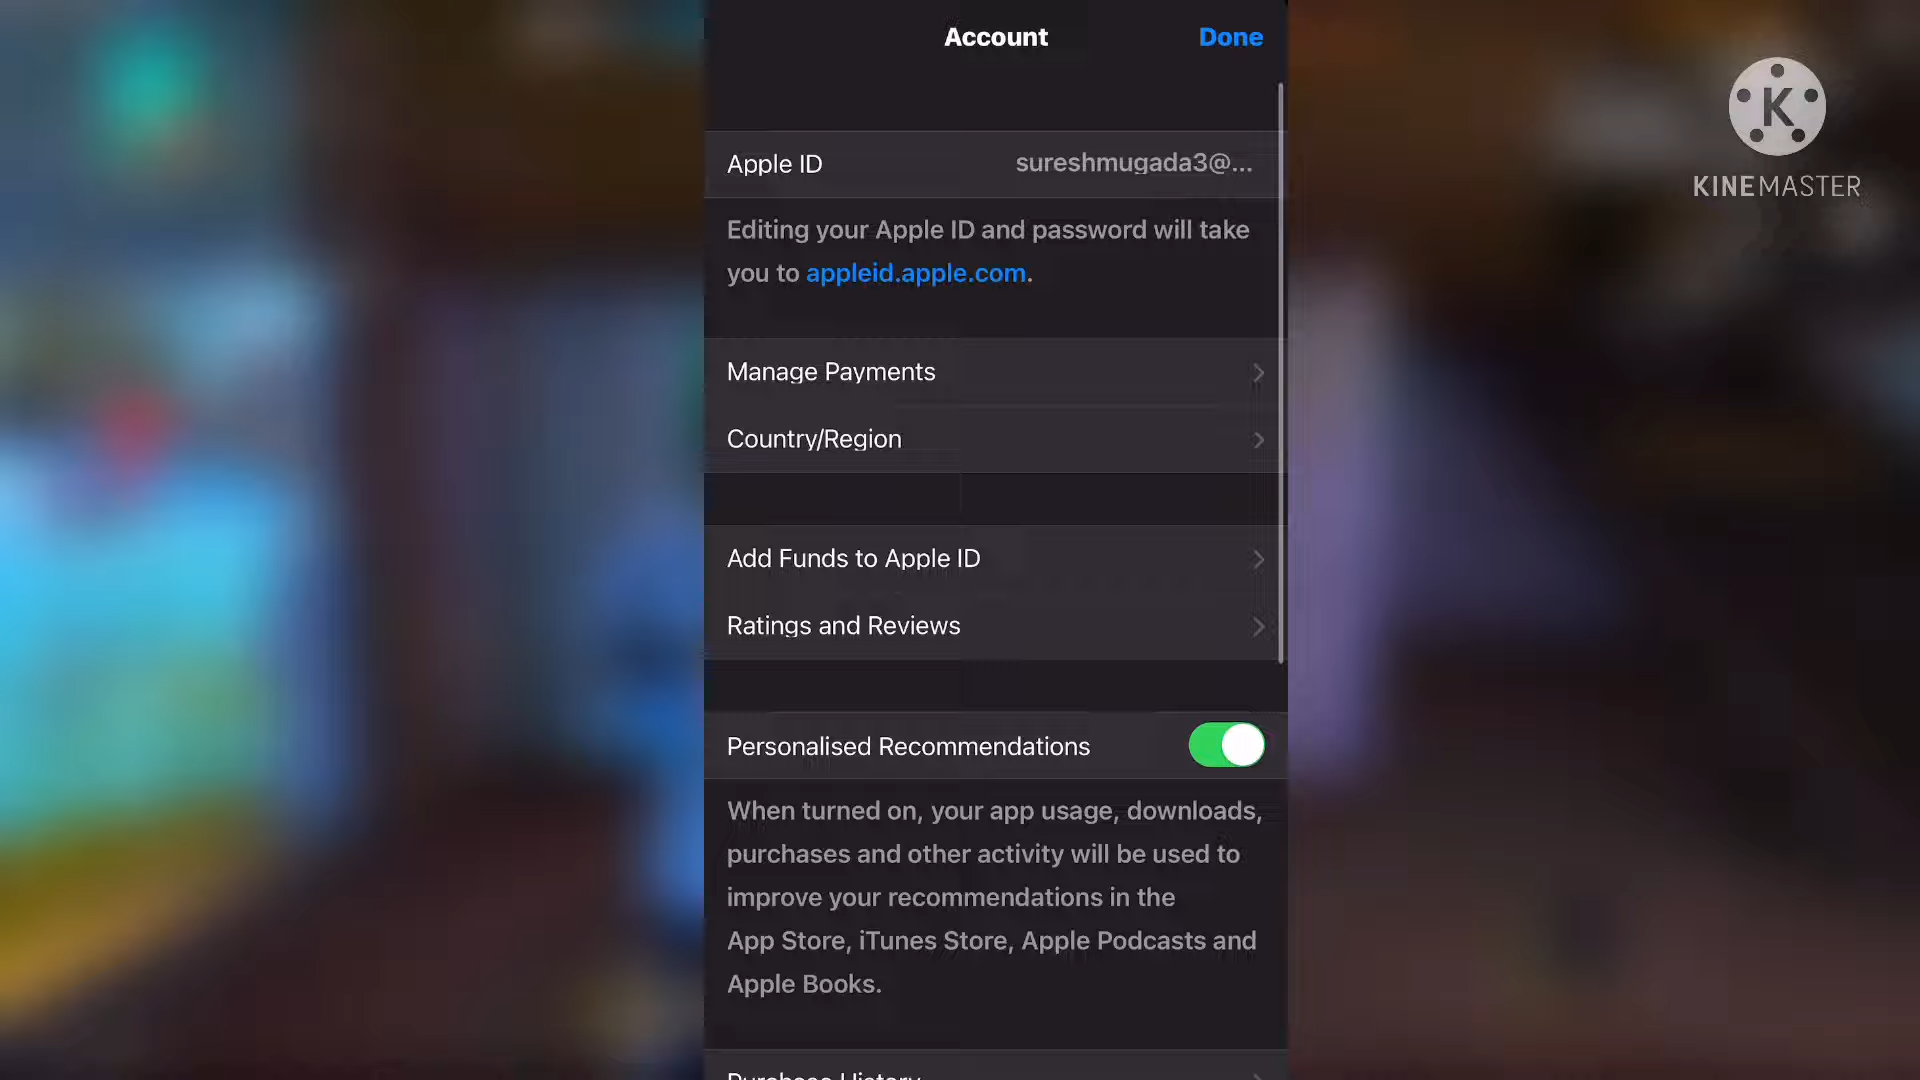 Account
Done
KINEMASTER
Apple ID
sureshmugada3@...
Editing your Apple ID and password will take
you to appleid.apple.com.
Manage Payments
Country/Region
Add Funds to Apple ID
Ratings and Reviews
Personalised Recommendations
When turned on, your app usage, downloads,
purchases and other activity will be used to
improve your recommendations in the
App Store, iTunes Store, Apple Podcasts and
Apple Books.
Purchase History